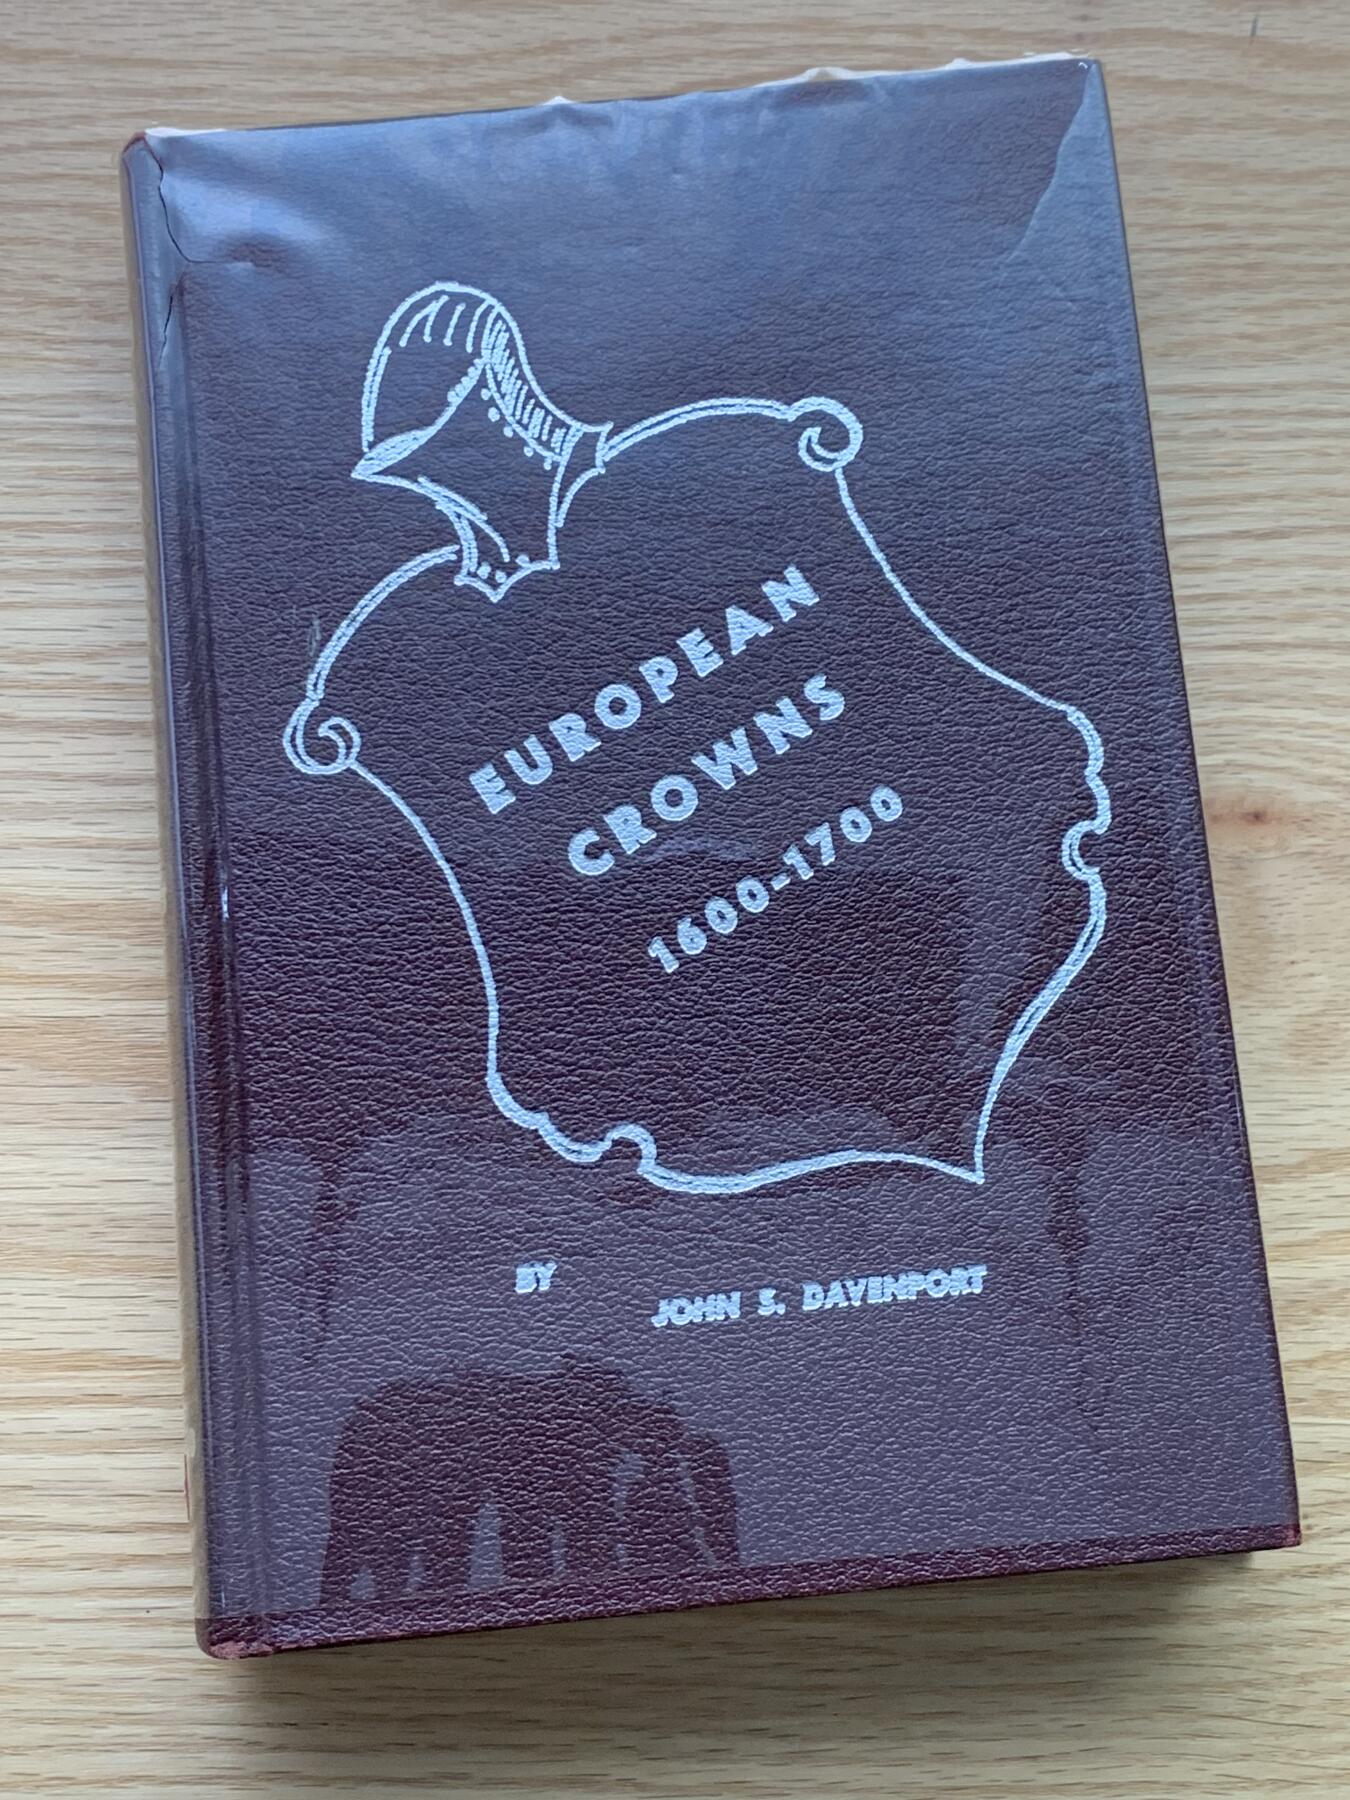 EUROPEAN
CROWNS
1600-1700
BY
JOHN S. DAVENPORT